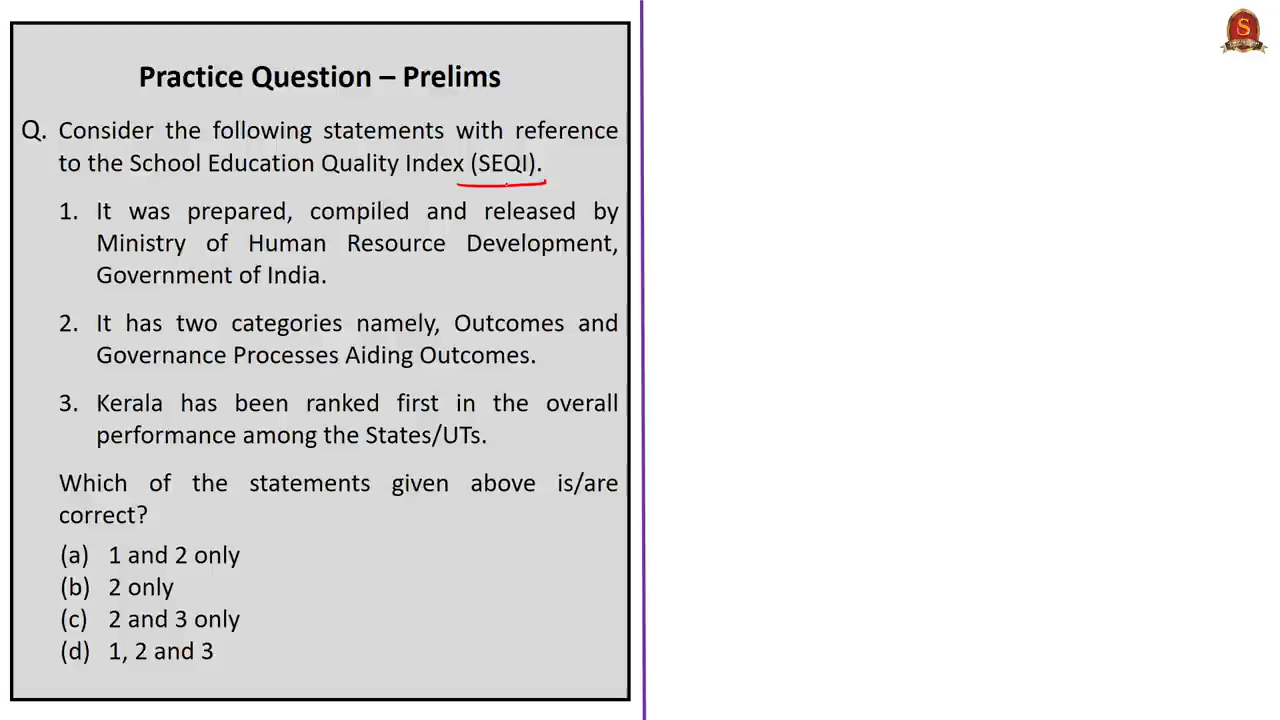 Practice Question – Prelims
Q. Consider the following statements with reference
to the School Education Quality Index (SEQI).
1. It was prepared, compiled and released by
Ministry of Human Resource Development,
Government of India.
2. It has two categories namely, Outcomes and
Governance Processes Aiding Outcomes.
3. Kerala has been ranked first in the overall
performance among the States/UTs.
Which of the statements given above is/are
correct?
(a) 1 and 2 only
(b) 2 only
(c) 2 and 3 only
(d) 1, 2 and 3
S